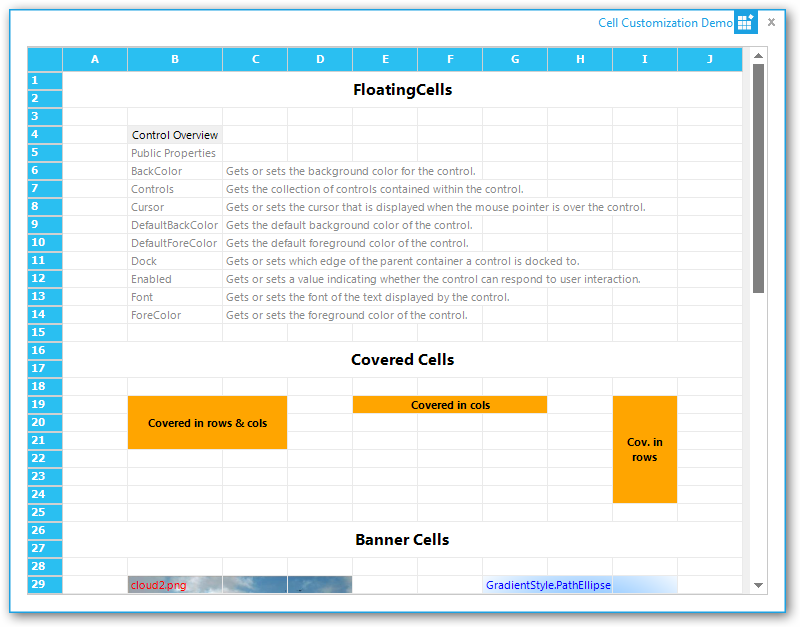 Cell Customization Demo
A B C D E F G H I J
1 FloatingCells
2
3
4 Control Overview
5 Public Properties
6 BackColor Gets or sets the background color for the control.
7 Controls Gets the collection of controls contained within the control.
8 Cursor Gets or sets the cursor that is displayed when the mouse pointer is over the control.
9 DefaultBackColor Gets the default background color of the control.
10 DefaultForeColor Gets the default foreground color of the control.
11 Dock Gets or sets which edge of the parent container a control is docked to.
12 Enabled Gets or sets a value indicating whether the control can respond to user interaction.
13 Font Gets or sets the font of the text displayed by the control.
14 ForeColor Gets or sets the foreground color of the control.
15
16 Covered Cells
17
18
19 Covered in cols
20 Covered in rows & cols
21 Cov. in
22 rows
23
24
25
26 Banner Cells
27
28
29 cloud2.png GradientStyle.PathEllipse